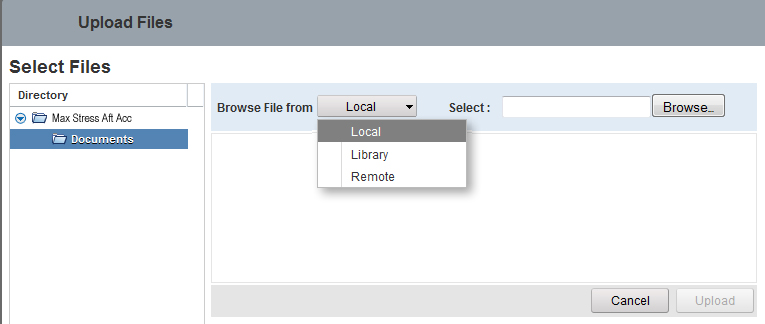 Upload Files
Select Files
Directory
Max Stress Aft Acc
Documents
Browse File from Local Select : Browse...
Local
Library
Remote
Cancel Upload